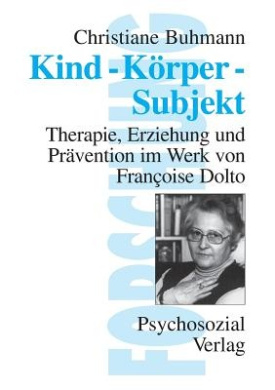 Christiane Buhmann
Kind - Körper -
Subjekt
Therapie, Erziehung und
Prävention im Werk von
Françoise Dolto
FORSCHUNG
Psychosozial
Verlag